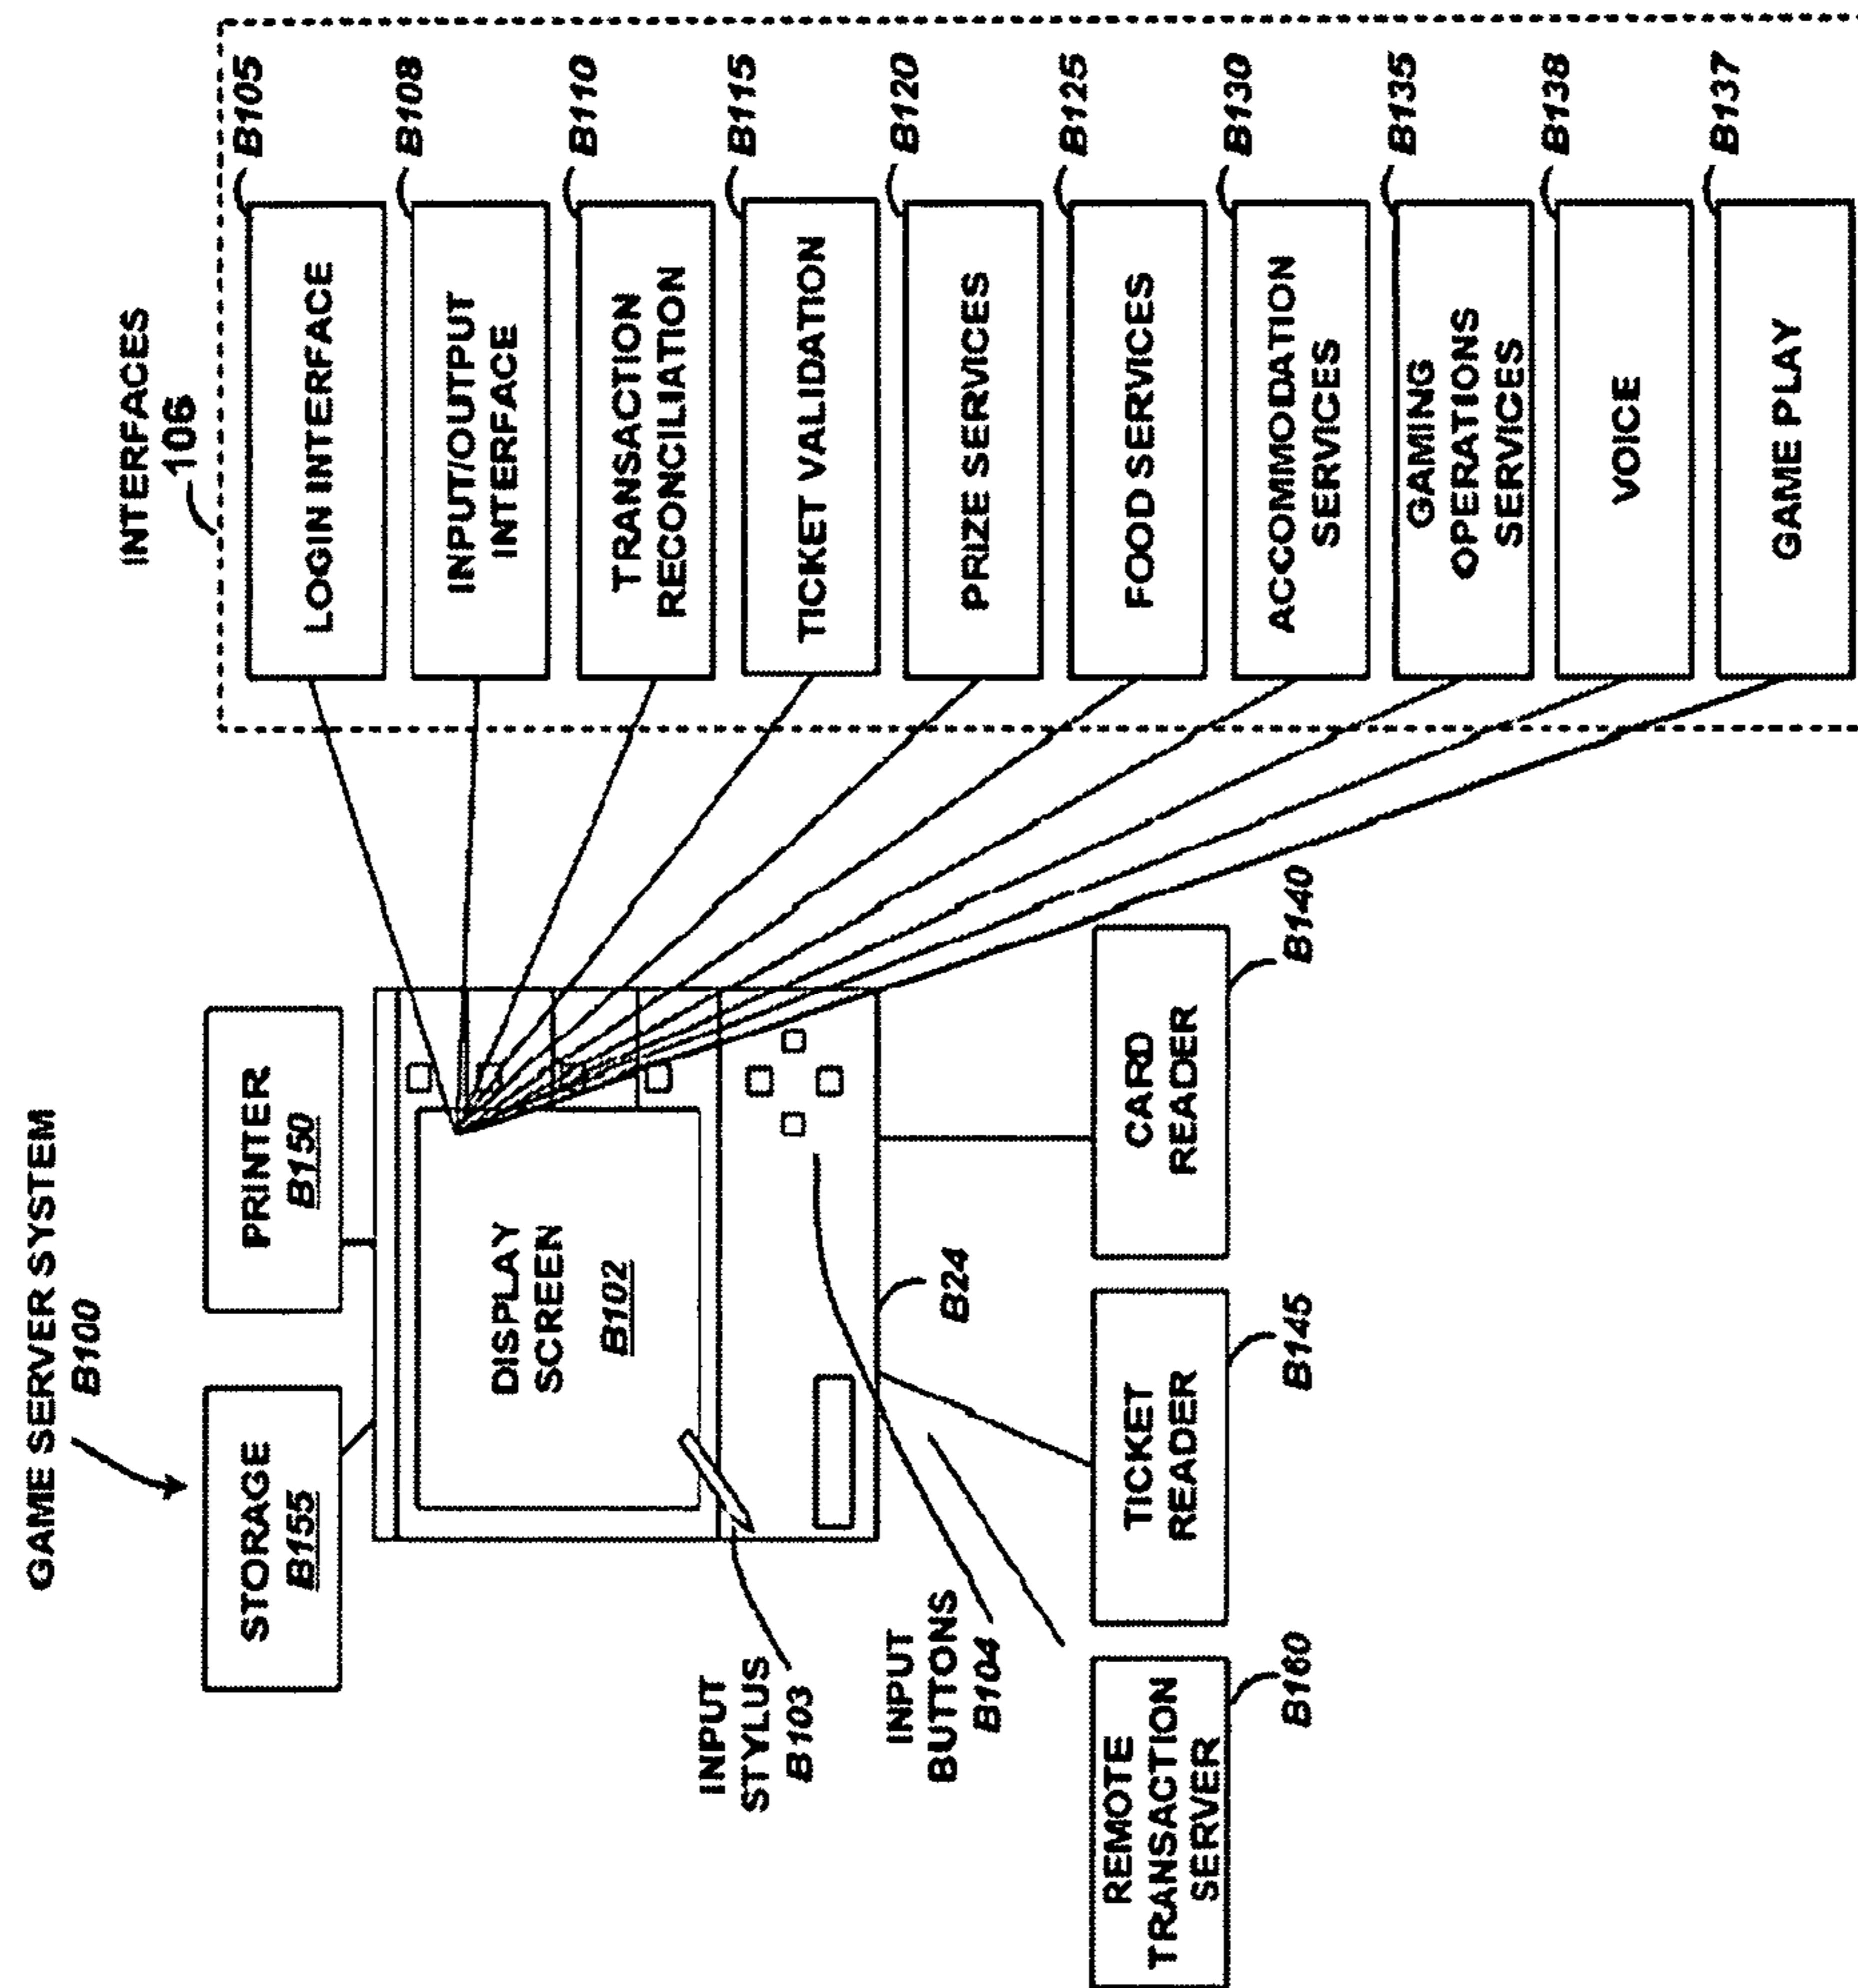 GAME SERVER SYSTEM
B100
INTERFACES
106
STORAGE
B155
PRINTER
B150
DISPLAY
SCREEN
B102
INPUT
STYLUS
B103
INPUT
BUTTONS
B104
B24
REMOTE
TRANSACTION
SERVER
B160
TICKET
READER
B145
CARD
READER
B140
LOGIN INTERFACE
B105
INPUT/OUTPUT
INTERFACE
B108
TRANSACTION
RECONCILIATION
B110
TICKET VALIDATION
B115
PRIZE SERVICES
B120
FOOD SERVICES
B125
ACCOMMODATION
SERVICES
B130
GAMING
OPERATIONS
SERVICES
B135
VOICE
B138
GAME PLAY
B137